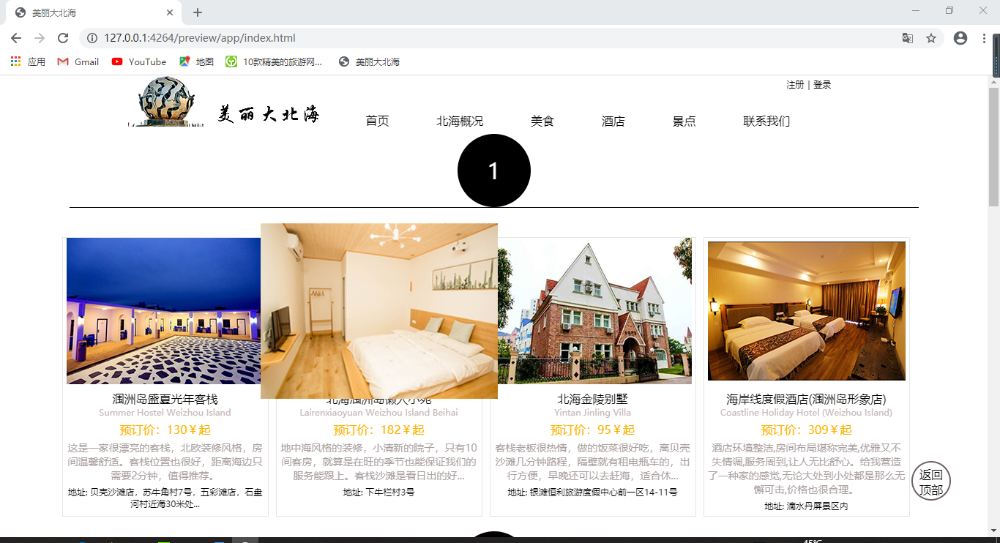 美丽大北海
127.0.0.1:4264/preview/app/index.html
应用 Gmail YouTube 地图 10款精美的旅游网... 美丽大北海
注册 | 登录
美丽大北海
首页 北海概况 美食 酒店 景点 联系我们
1
涠洲岛盛夏光年客栈
Summer Hostel Weizhou Island
预订价：130￥起
这是一家很漂亮的客栈，北欧装修风格，房
间温馨舒适。客栈位置也很好，距离海边只
需要2分钟，值得推荐。
地址: 贝壳沙滩店，苏牛角村7号，五彩滩店，石盘
河村近海30米处...
北海涠洲岛懒人小苑
Lairenxiaoyuan Weizhou Island Beihai
预订价：182￥起
地中海风格的装修，小清新的院子，只有10
间客房，就算是在旺的季节也能保证我们的
服务能跟上。客栈沙滩是看日出的好...
地址: 下牛栏村3号
北海金陵别墅
Yintan Jinling Villa
预订价：95￥起
客栈老板很热情，做的饭菜很好吃，离贝壳
沙滩几分钟路程，隔壁就有租电瓶车的，出
行方便，早晚还可以去赶海，适合休...
地址: 银滩恒利旅游度假中心前一区14-11号
海岸线度假酒店(涠洲岛形象店)
Coastline Holiday Hotel (Weizhou Island)
预订价：309￥起
酒店环境整洁,房间布局堪称完美,优雅又不
失情调,服务周到,让人无比舒心。给我营造
了一种家的感觉,无论大处到小处都是那么无
懈可击,价格也很合理。
地址: 滴水丹屏景区内
返回
顶部
45℃